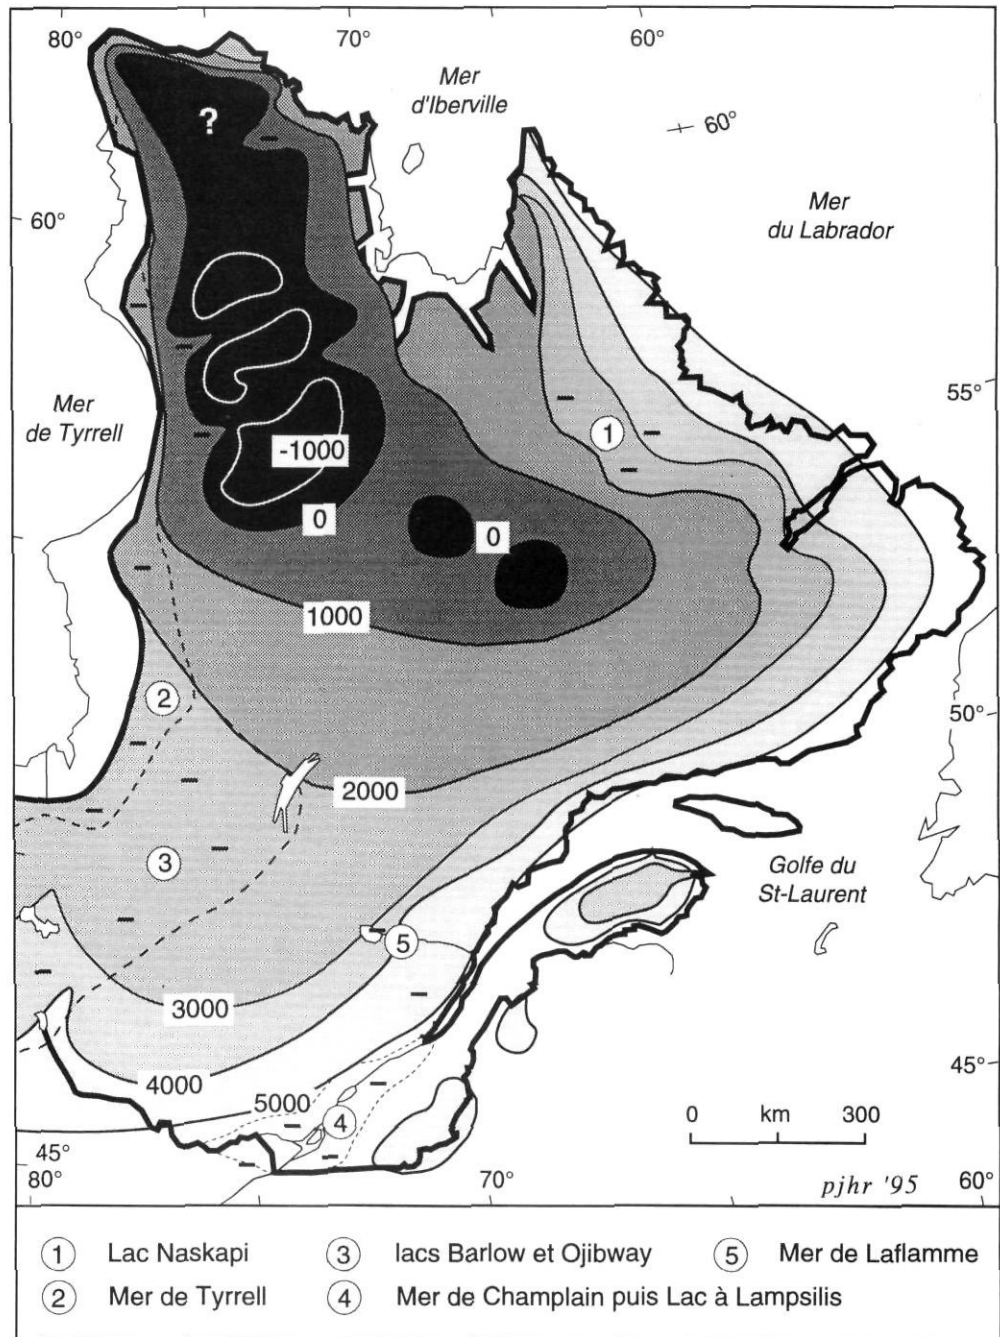 80° 70° 60°
Mer
d'Iberville
60°
?
60°
Mer
du Labrador
55°
Mer
de Tyrrell
1
-1000
0
0
1000
2
50°
2000
3
Golfe du
St-Laurent
5
3000
4000
45°
5000
4
0 km 300
45°
80° 70° 60°
pjhr '95
1 Lac Naskapi 3 lacs Barlow et Ojibway 5 Mer de Laflamme
2 Mer de Tyrrell 4 Mer de Champlain puis Lac à Lampsilis